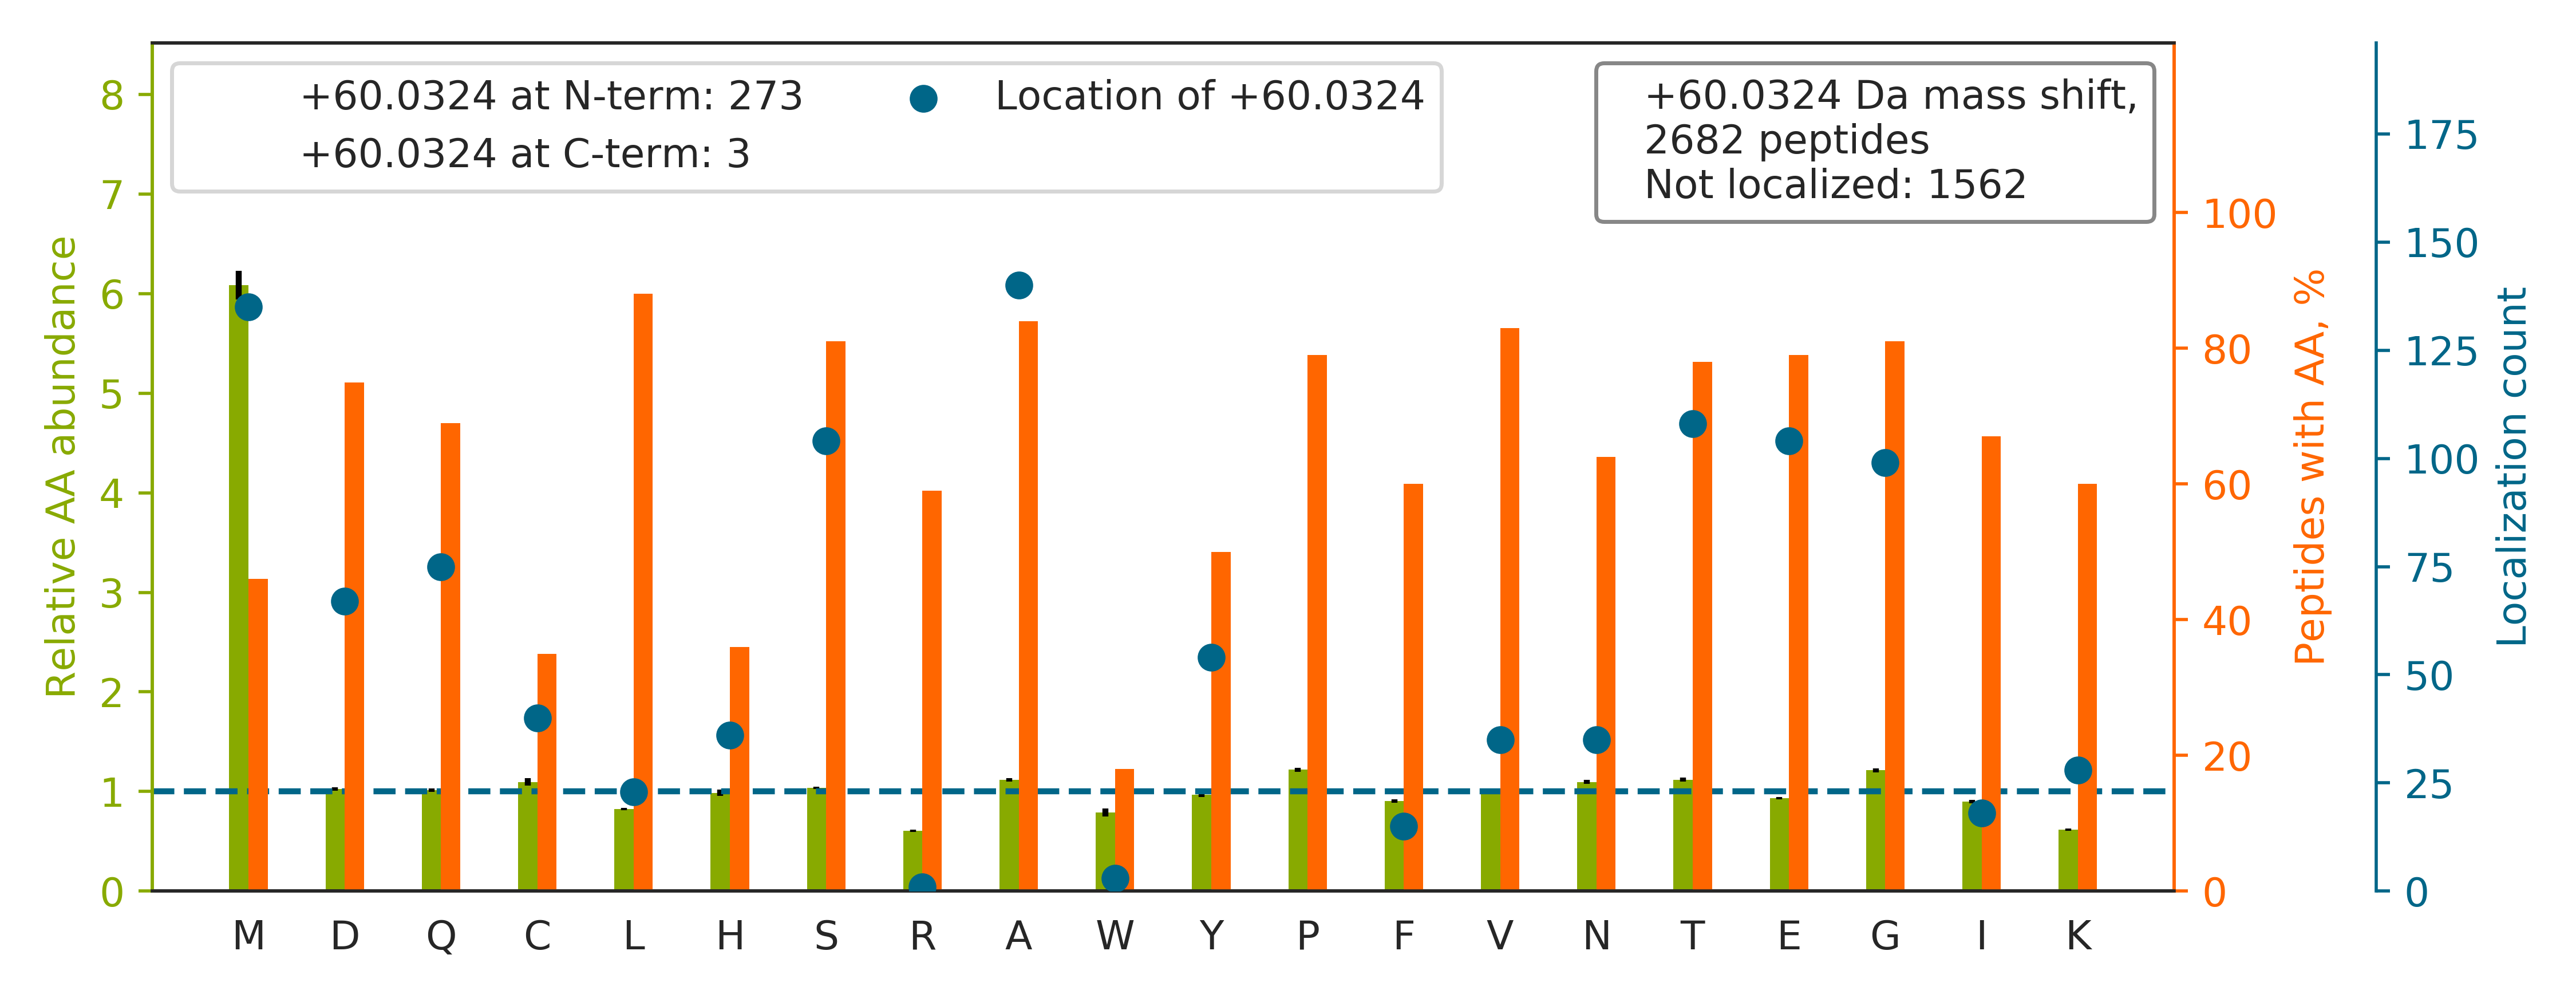 +60.0324 at N-term: 273
+60.0324 at C-term: 3
Location of +60.0324
+60.0324 Da mass shift,
2682 peptides
Not localized: 1562
Relative AA abundance
8
7
6
5
4
3
2
1
0
Peptides with AA, %
100
80
60
40
20
0
Localization count
175
150
125
100
75
50
25
0
M D Q C L H S R A W Y P F V N T E G I K